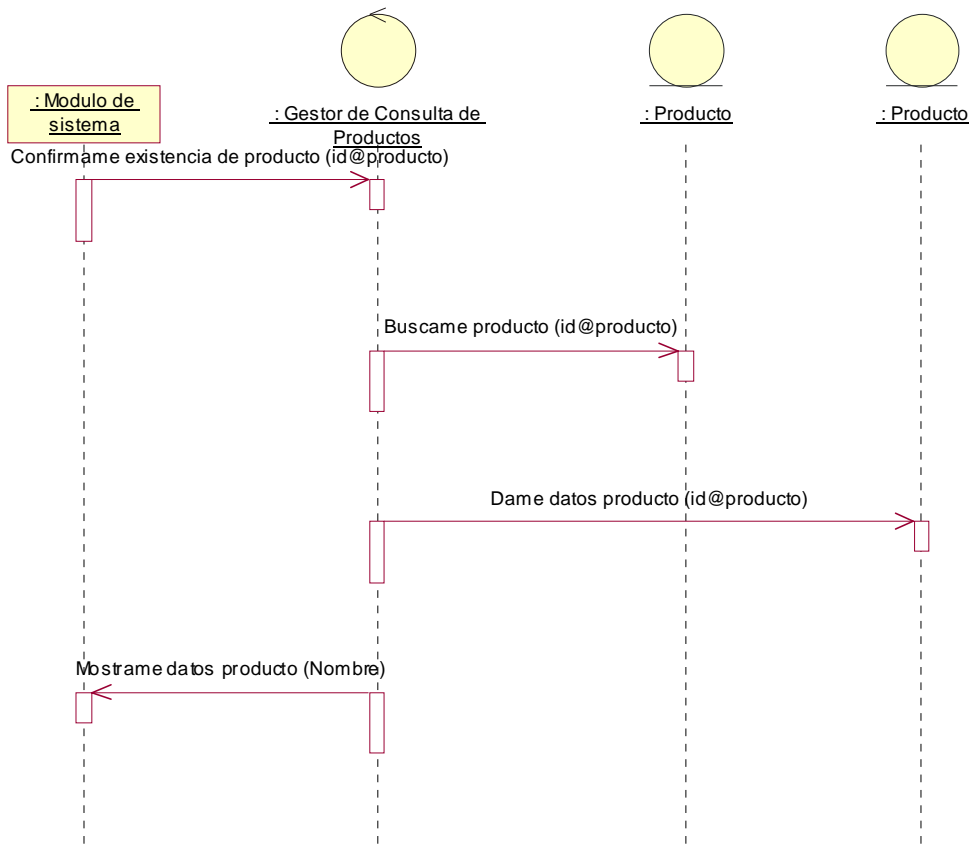 : Modulo de
sistema
: Gestor de Consulta de
Productos
: Producto
: Producto
Confirmame existencia de producto (id@producto)
Buscame producto (id@producto)
Dame datos producto (id@producto)
Mostrame datos producto (Nombre)